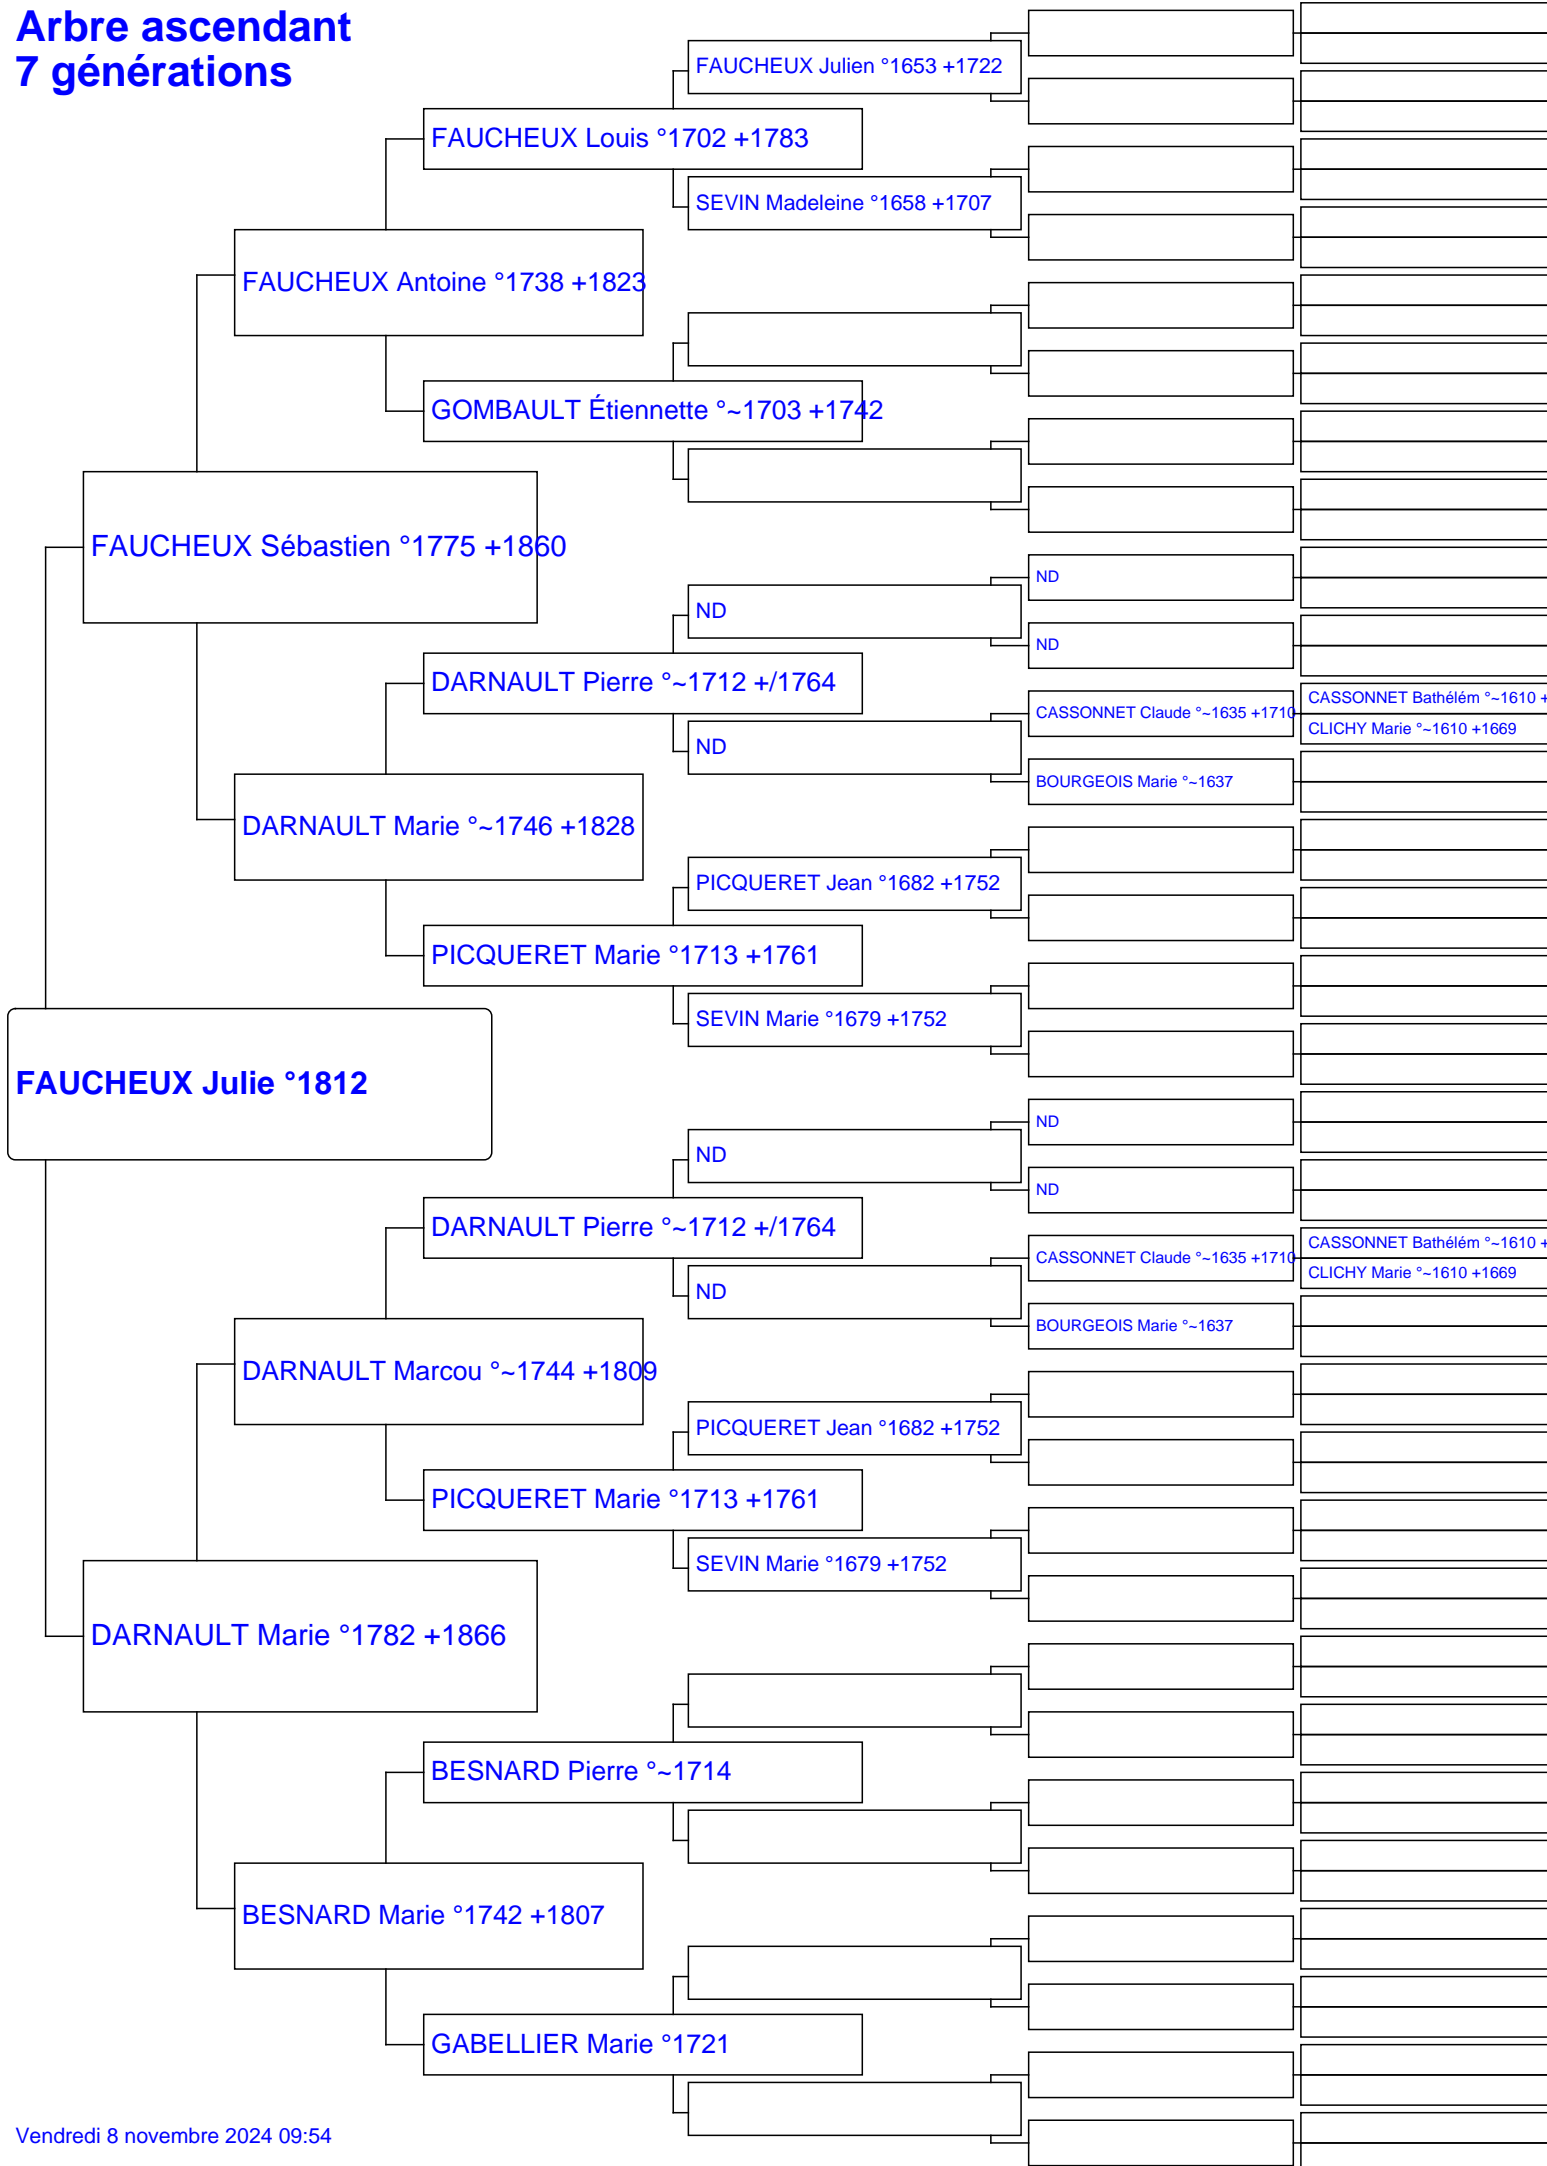 Arbre ascendant
7 générations
FAUCHEUX Julien °1653 +1722
FAUCHEUX Louis °1702 +1783
SEVIN Madeleine °1658 +1707
FAUCHEUX Antoine °1738 +1823
GOMBAULT Étiennette °~1703 +1742
FAUCHEUX Sébastien °1775 +1860
ND
ND
ND
DARNAULT Pierre °~1712 +/1764
CASSONNET Bathélém °~1610 +
CASSONNET Claude °~1635 +1710
CLICHY Marie °~1610 +1669
ND
BOURGEOIS Marie °~1637
DARNAULT Marie °~1746 +1828
PICQUERET Jean °1682 +1752
PICQUERET Marie °1713 +1761
SEVIN Marie °1679 +1752
FAUCHEUX Julie °1812
ND
ND
ND
DARNAULT Pierre °~1712 +/1764
CASSONNET Bathélém °~1610 +
CASSONNET Claude °~1635 +1710
CLICHY Marie °~1610 +1669
ND
BOURGEOIS Marie °~1637
DARNAULT Marcou °~1744 +1809
PICQUERET Jean °1682 +1752
PICQUERET Marie °1713 +1761
SEVIN Marie °1679 +1752
DARNAULT Marie °1782 +1866
BESNARD Pierre °~1714
BESNARD Marie °1742 +1807
GABELLIER Marie °1721
Vendredi 8 novembre 2024 09:54